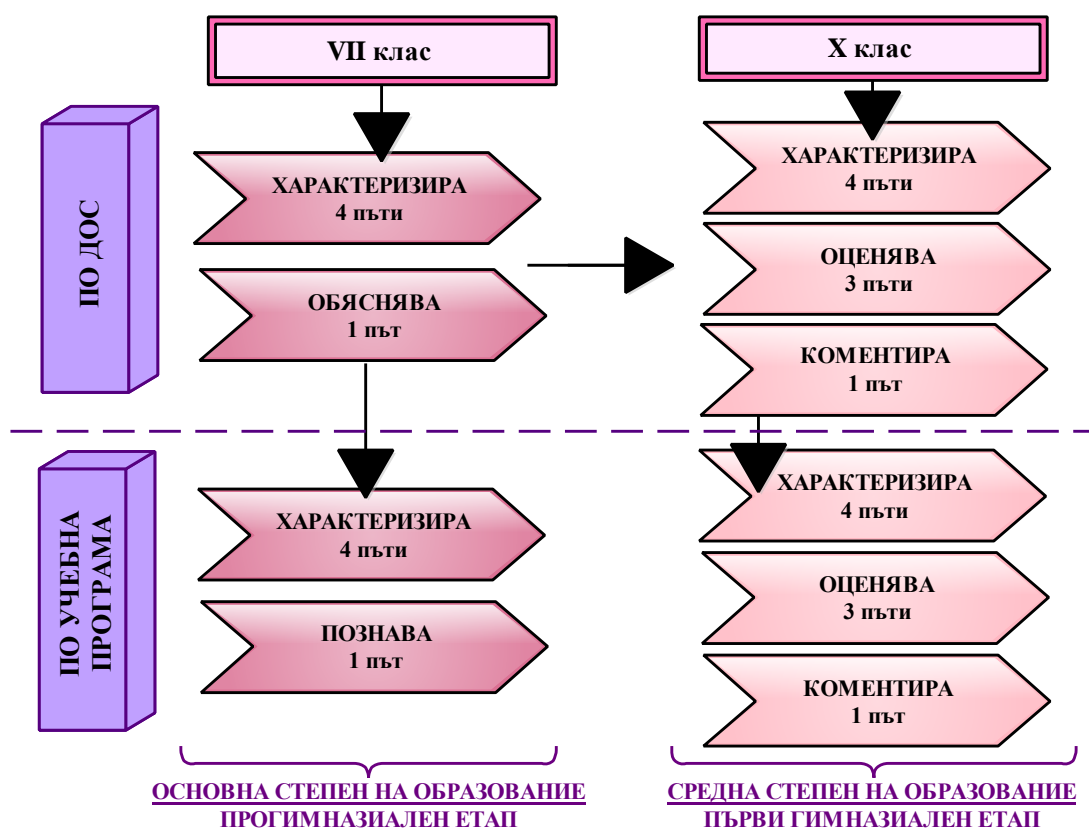 VII клас
X клас
ПО ДОС
ХАРАКТЕРИЗИРА
4 пъти
ОБЯСНЯВА
1 път
ХАРАКТЕРИЗИРА
4 пъти
ОЦЕНЯВА
3 пъти
КОМЕНТИРА
1 път
ПО УЧЕБНА
ПРОГРАМА
ХАРАКТЕРИЗИРА
4 пъти
ПОЗНАВА
1 път
ХАРАКТЕРИЗИРА
4 пъти
ОЦЕНЯВА
3 пъти
КОМЕНТИРА
1 път
ОСНОВНА СТЕПЕН НА ОБРАЗОВАНИЕ
ПРОГИМНАЗИАЛЕН ЕТАП
СРЕДНА СТЕПЕН НА ОБРАЗОВАНИЕ
ПЪРВИ ГИМНАЗИАЛЕН ЕТАП